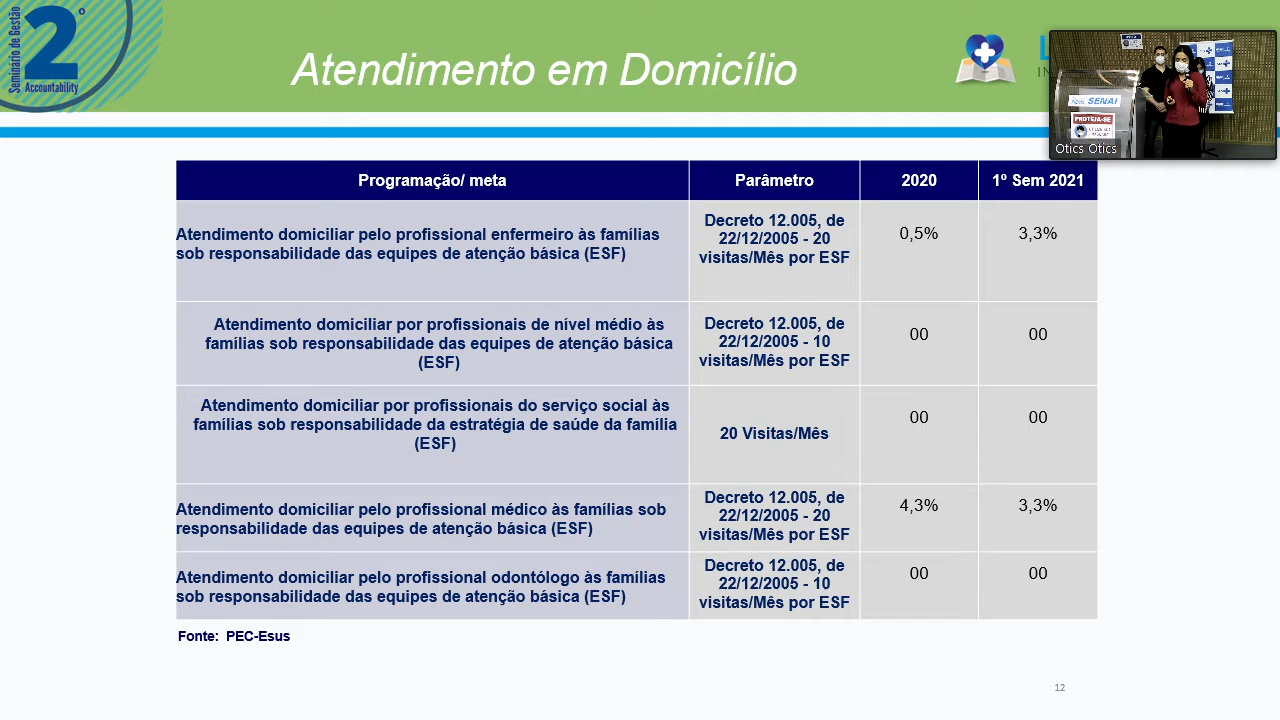 Seminário de Gestão
2º
Accountability
Atendimento em Domicílio
SENAI
PROTEJA-SE
Otics Otics
Programação/ meta
Parâmetro
2020
1º Sem 2021
Atendimento domiciliar pelo profissional enfermeiro às famílias
sob responsabilidade das equipes de atenção básica (ESF)
Decreto 12.005, de
22/12/2005 - 20
visitas/Mês por ESF
0,5%
3,3%
Atendimento domiciliar por profissionais de nível médio às
famílias sob responsabilidade das equipes de atenção básica
(ESF)
Decreto 12.005, de
22/12/2005 - 10
visitas/Mês por ESF
00
00
Atendimento domiciliar por profissionais do serviço social às
famílias sob responsabilidade da estratégia de saúde da família
(ESF)
20 Visitas/Mês
00
00
Atendimento domiciliar pelo profissional médico às famílias sob
responsabilidade das equipes de atenção básica (ESF)
Decreto 12.005, de
22/12/2005 - 20
visitas/Mês por ESF
4,3%
3,3%
Atendimento domiciliar pelo profissional odontólogo às famílias
sob responsabilidade das equipes de atenção básica (ESF)
Decreto 12.005, de
22/12/2005 - 10
visitas/Mês por ESF
00
00
Fonte: PEC-Esus
12